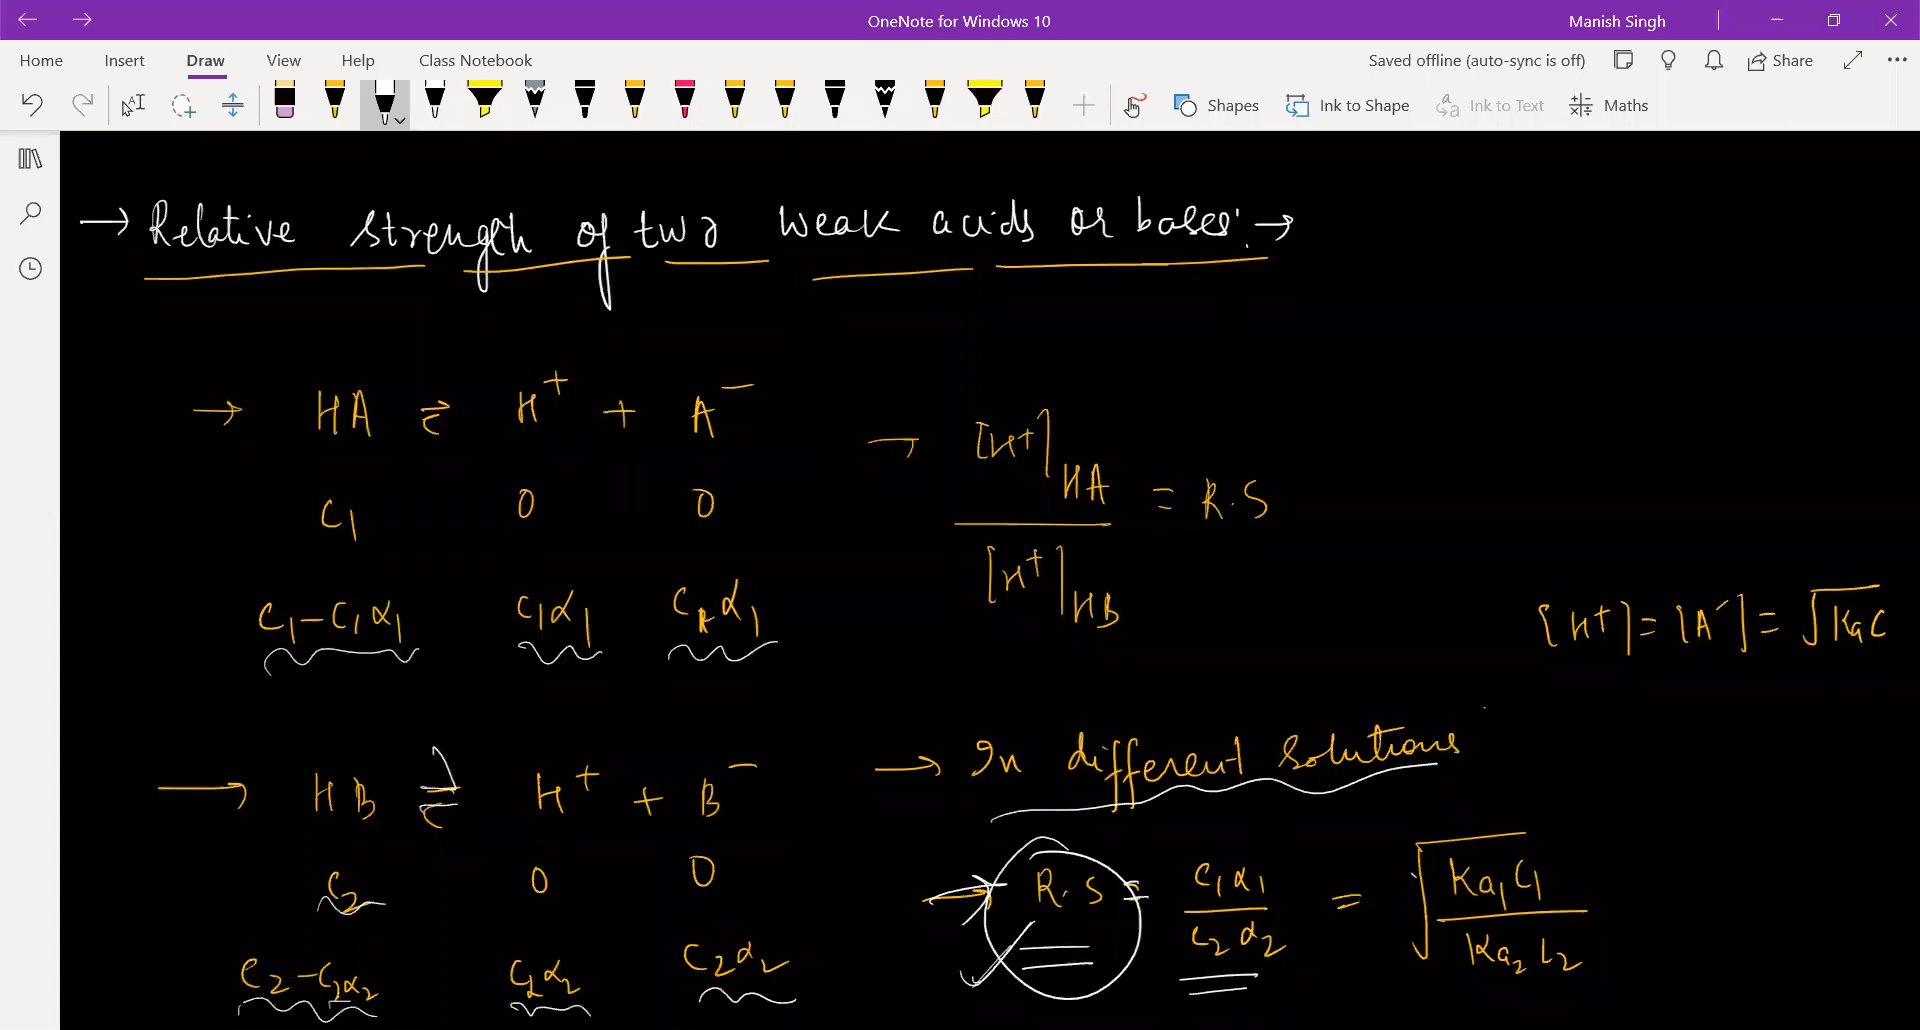 OneNote for Windows 10
Manish Singh
Home Insert Draw View Help Class Notebook
Saved offline (auto-sync is off) Share
Shapes Ink to Shape Ink to Text Maths
→ Relative strength of two weak acids or bases: →
→ HA ⇌ H⁺ + A⁻
C₁ 0 0
C₁-C₁α₁ C₁α₁ C₁α₁
→ [H⁺]HA / [H⁺]HB = R.S
[H⁺] = [A⁻] = √KaC
→ HB ⇌ H⁺ + B⁻
C₂ 0 0
C₂-C₂α₂ C₂α₂ C₂α₂
→ In different solutions
→ R.S = C₁α₁ / C₂α₂ = √(Ka₁C₁ / Ka₂C₂)